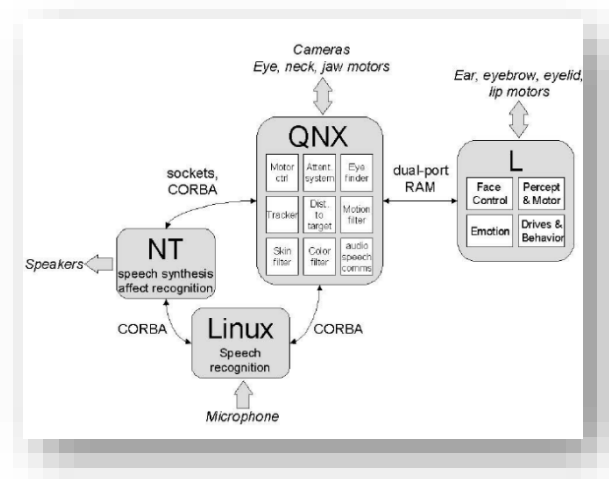 Cameras
Eye, neck, jaw motors
Ear, eyebrow, eyelid,
lip motors
QNX
Motor ctrl
Attent. system
Eye finder
Tracker
Dist. to target
Motion filter
Skin filter
Color filter
audio speech comms
sockets,
CORBA
dual-port
RAM
L
Face Control
Percept & Motor
Emotion
Drives & Behavior
NT
speech synthesis
affect recognition
Speakers
CORBA
Linux
Speech
recognition
CORBA
Microphone